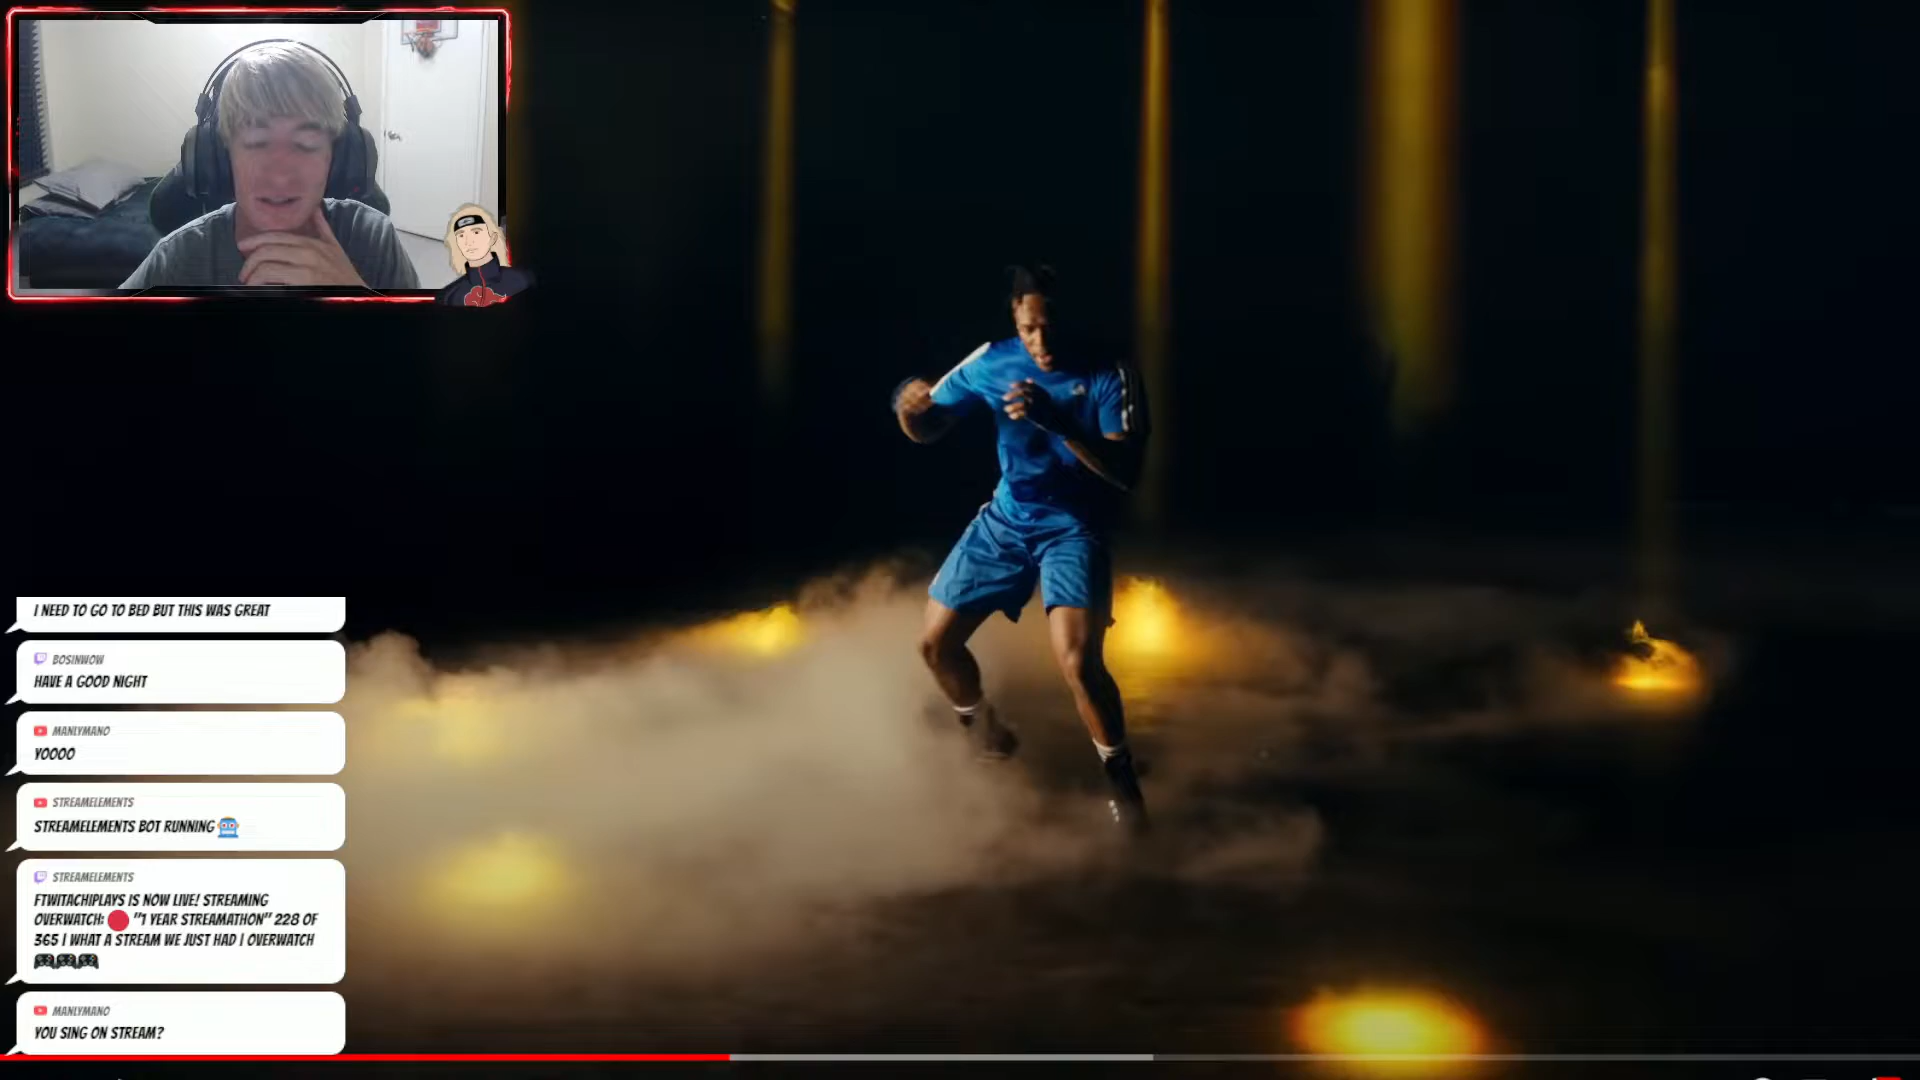 I NEED TO GO TO BED BUT THIS WAS GREAT
BOSINWOW
HAVE A GOOD NIGHT
MANLYMANO
YOOOO
STREAMELEMENTS
STREAMELEMENTS BOT RUNNING
STREAMELEMENTS
FTWITACHIPLAYS IS NOW LIVE! STREAMING
OVERWATCH: "1 YEAR STREAMATHON" 228 OF
365 | WHAT A STREAM WE JUST HAD | OVERWATCH
MANLYMANO
YOU SING ON STREAM?